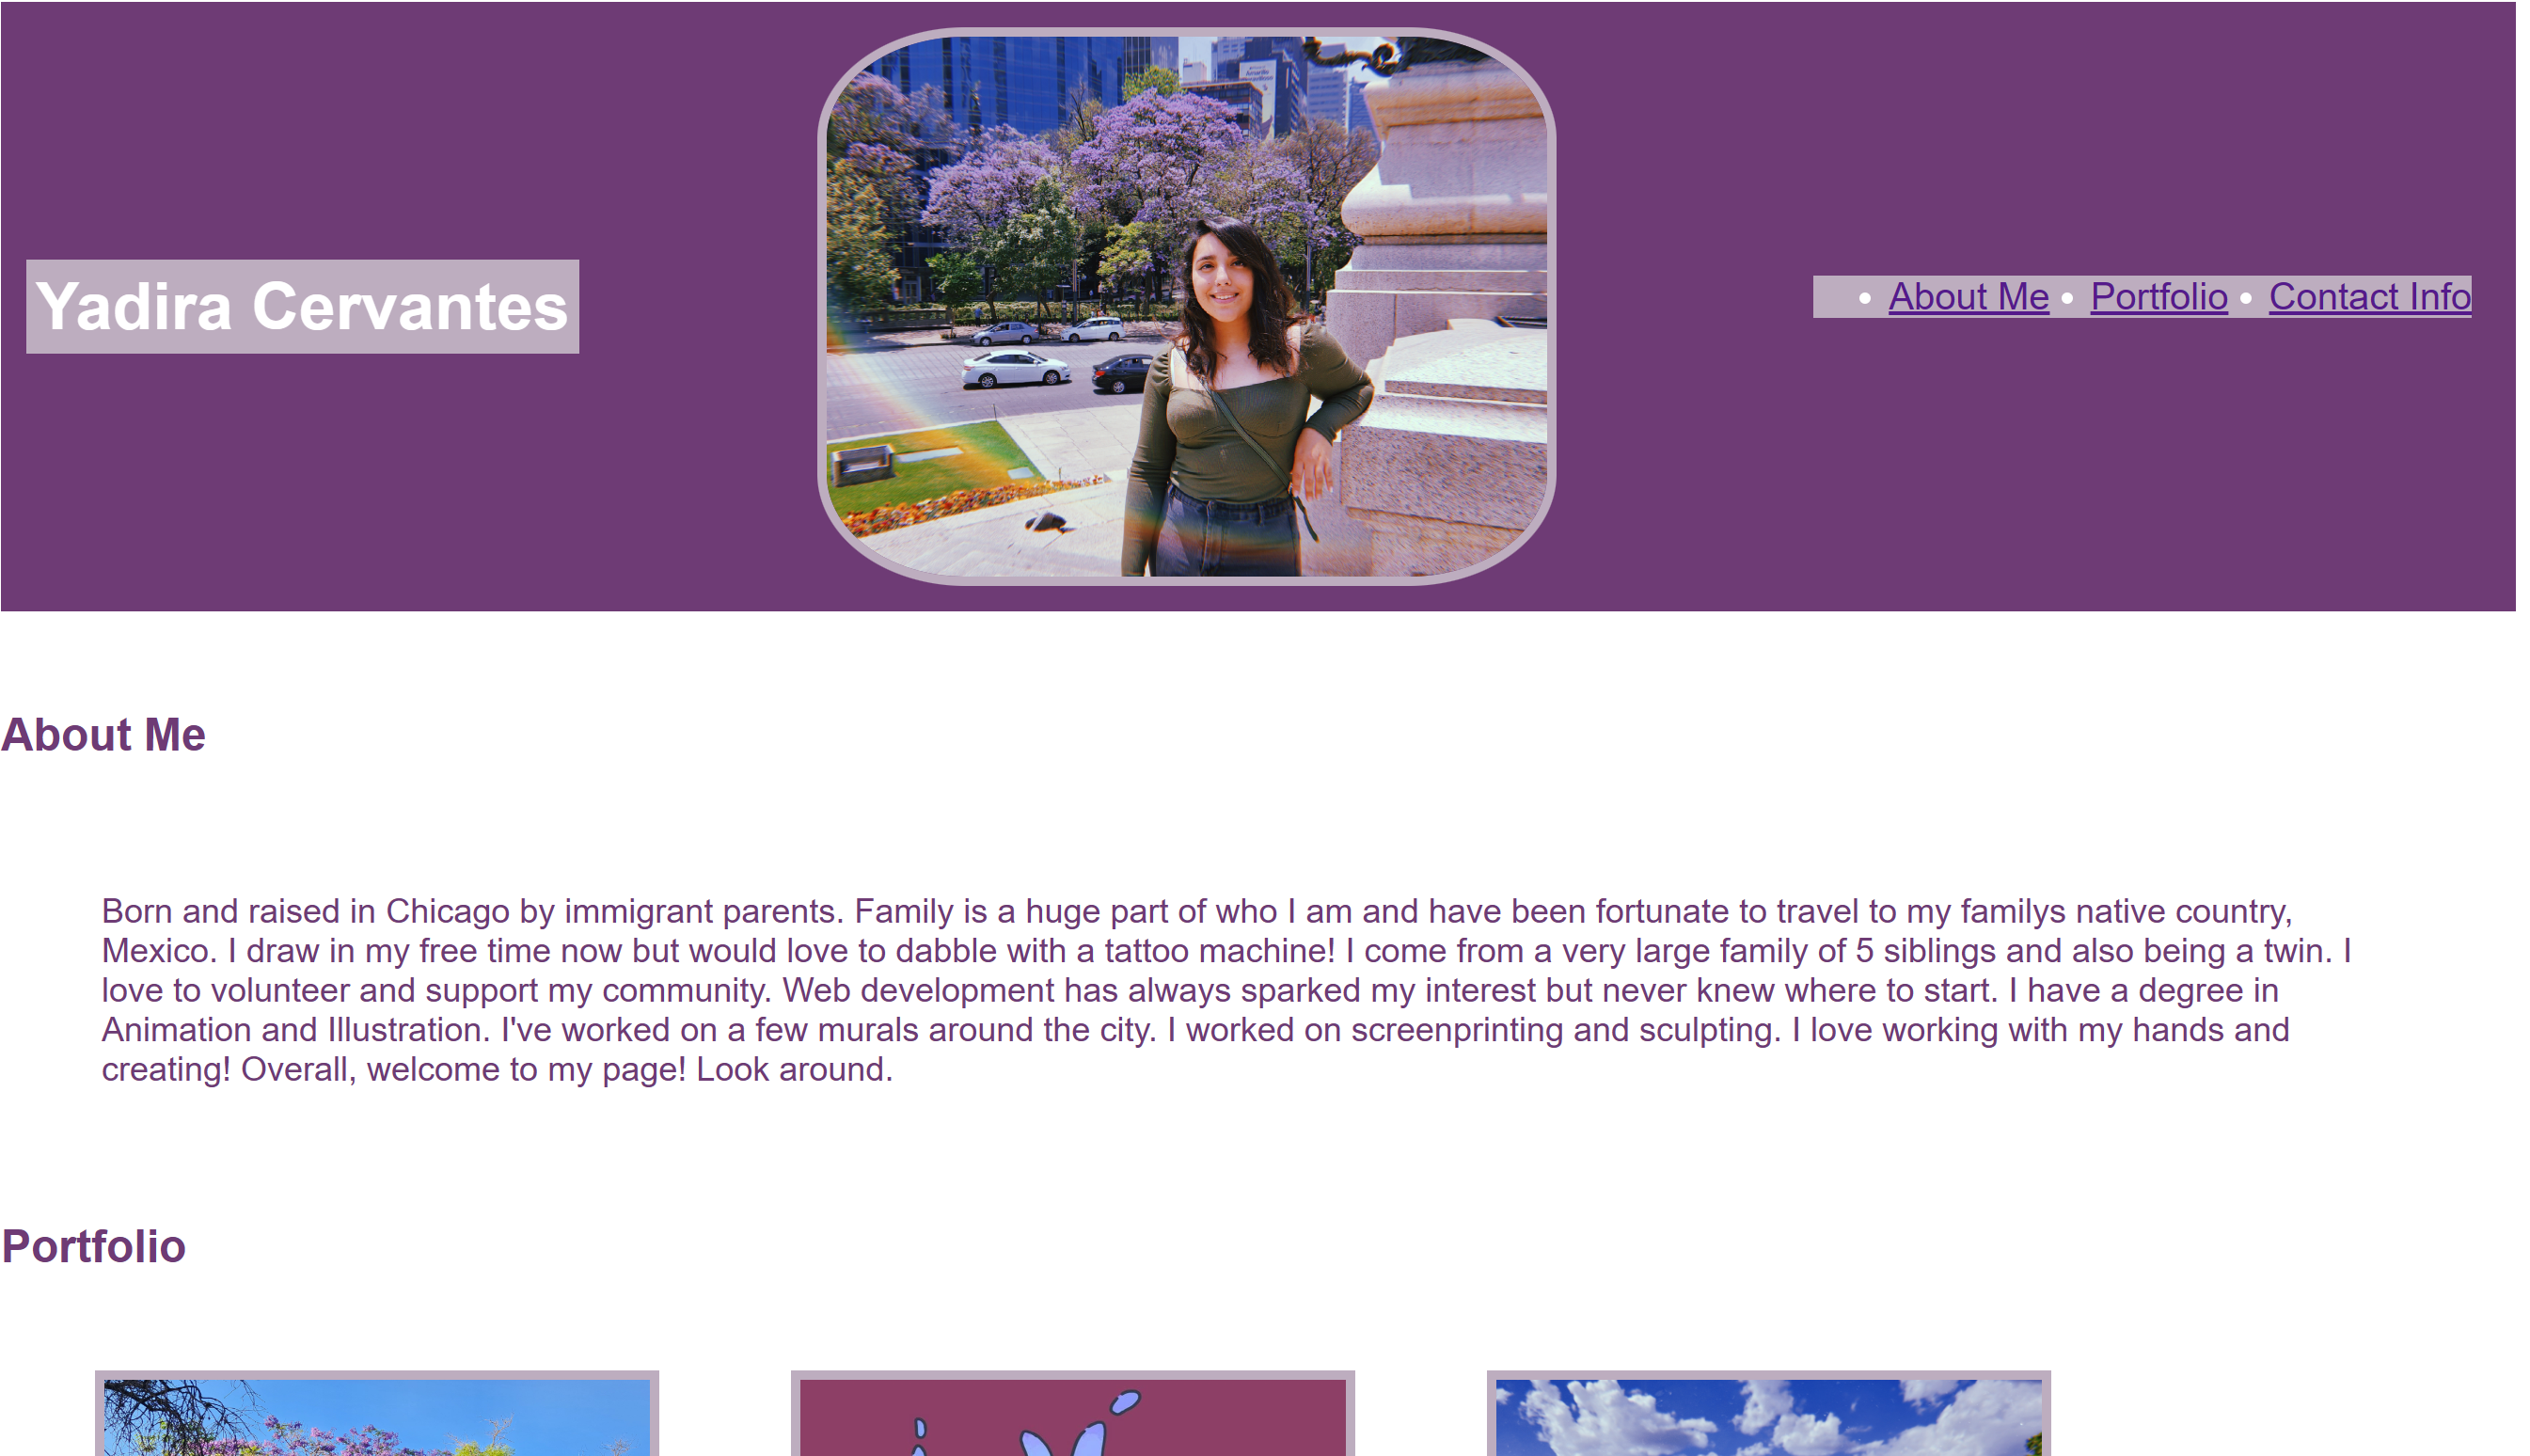 Yadira Cervantes
• About Me • Portfolio • Contact Info
About Me
Born and raised in Chicago by immigrant parents. Family is a huge part of who I am and have been fortunate to travel to my familys native country,
Mexico. I draw in my free time now but would love to dabble with a tattoo machine! I come from a very large family of 5 siblings and also being a twin. I
love to volunteer and support my community. Web development has always sparked my interest but never knew where to start. I have a degree in
Animation and Illustration. I've worked on a few murals around the city. I worked on screenprinting and sculpting. I love working with my hands and
creating! Overall, welcome to my page! Look around.
Portfolio